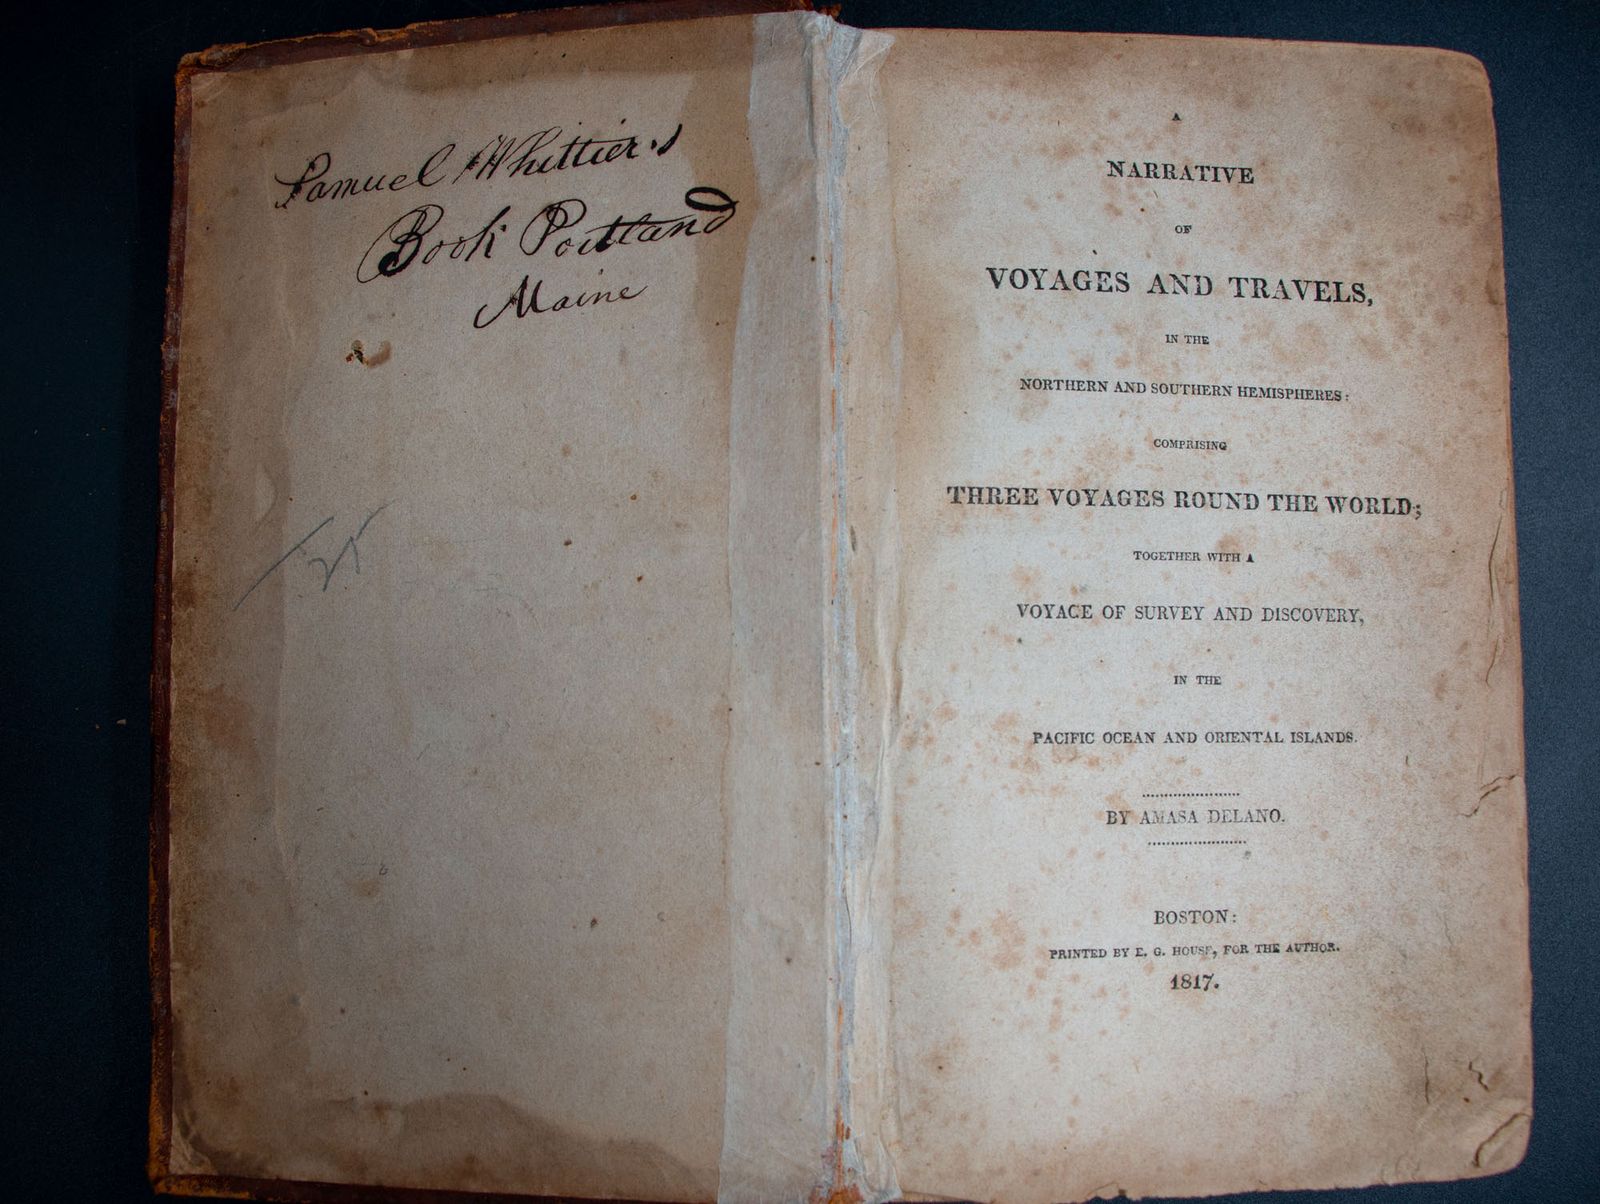 Samuel Whittier's
Book Portland
Maine
A
NARRATIVE
OF
VOYAGES AND TRAVELS,
IN THE
NORTHERN AND SOUTHERN HEMISPHERES:
COMPRISING
THREE VOYAGES ROUND THE WORLD;
TOGETHER WITH A
VOYAGE OF SURVEY AND DISCOVERY,
IN THE
PACIFIC OCEAN AND ORIENTAL ISLANDS.
BY AMASA DELANO.
BOSTON:
PRINTED BY E. G. HOUSE, FOR THE AUTHOR.
1817.